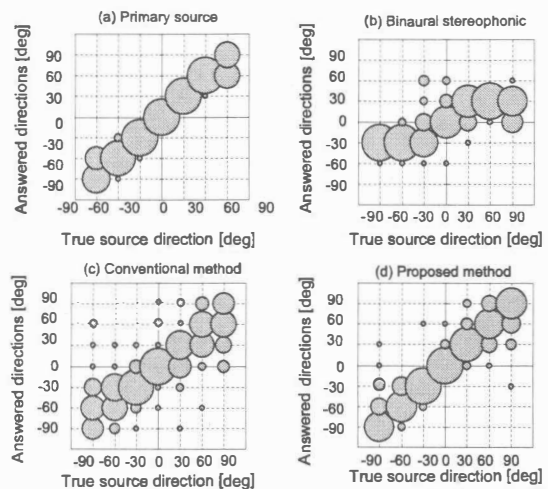 (a) Primary source
Answered directions [deg]
90
60
30
0
-30
-60
-90
-90 -60 -30 0 30 60 90
True source direction [deg]
(b) Binaural stereophonic
Answered directions [deg]
90
60
30
0
-30
-60
-90
-90 -60 -30 0 30 60 90
True source direction [deg]
(c) Conventional method
Answered directions [deg]
90
60
30
0
-30
-60
-90
-90 -60 -30 0 30 60 90
True source direction [deg]
(d) Proposed method
Answered directions [deg]
90
60
30
0
-30
-60
-90
-90 -60 -30 0 30 60 90
True source direction [deg]